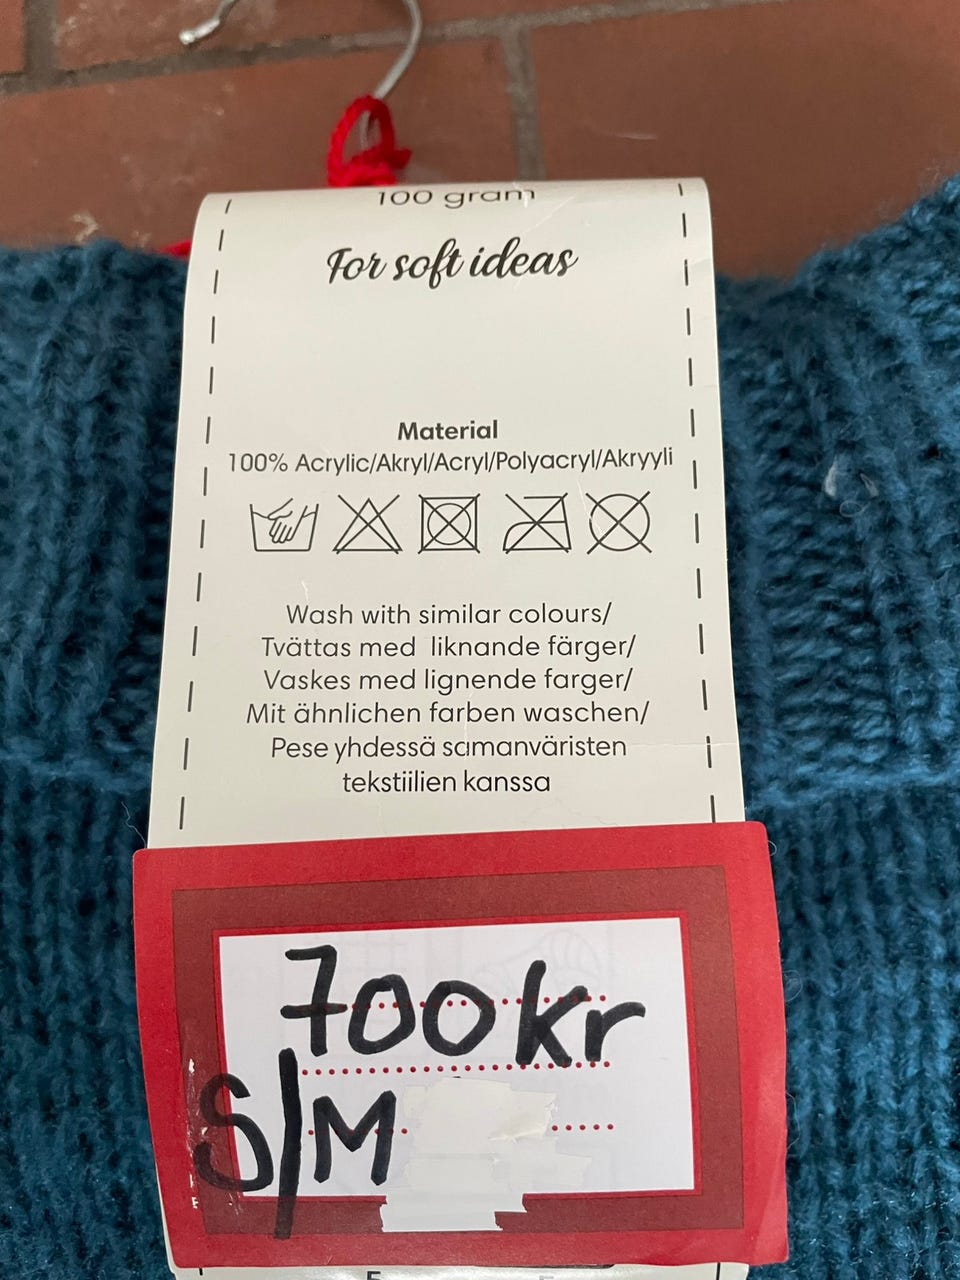 100 gram
For soft ideas
Material
100% Acrylic/Akryl/Acryl/Polyacryl/Akryyli
Wash with similar colours/
Tvättas med liknande färger/
Vaskes med lignende farger/
Mit ähnlichen farben waschen/
Pese yhdessä samanväristen
tekstiilien kanssa
700kr
S/M